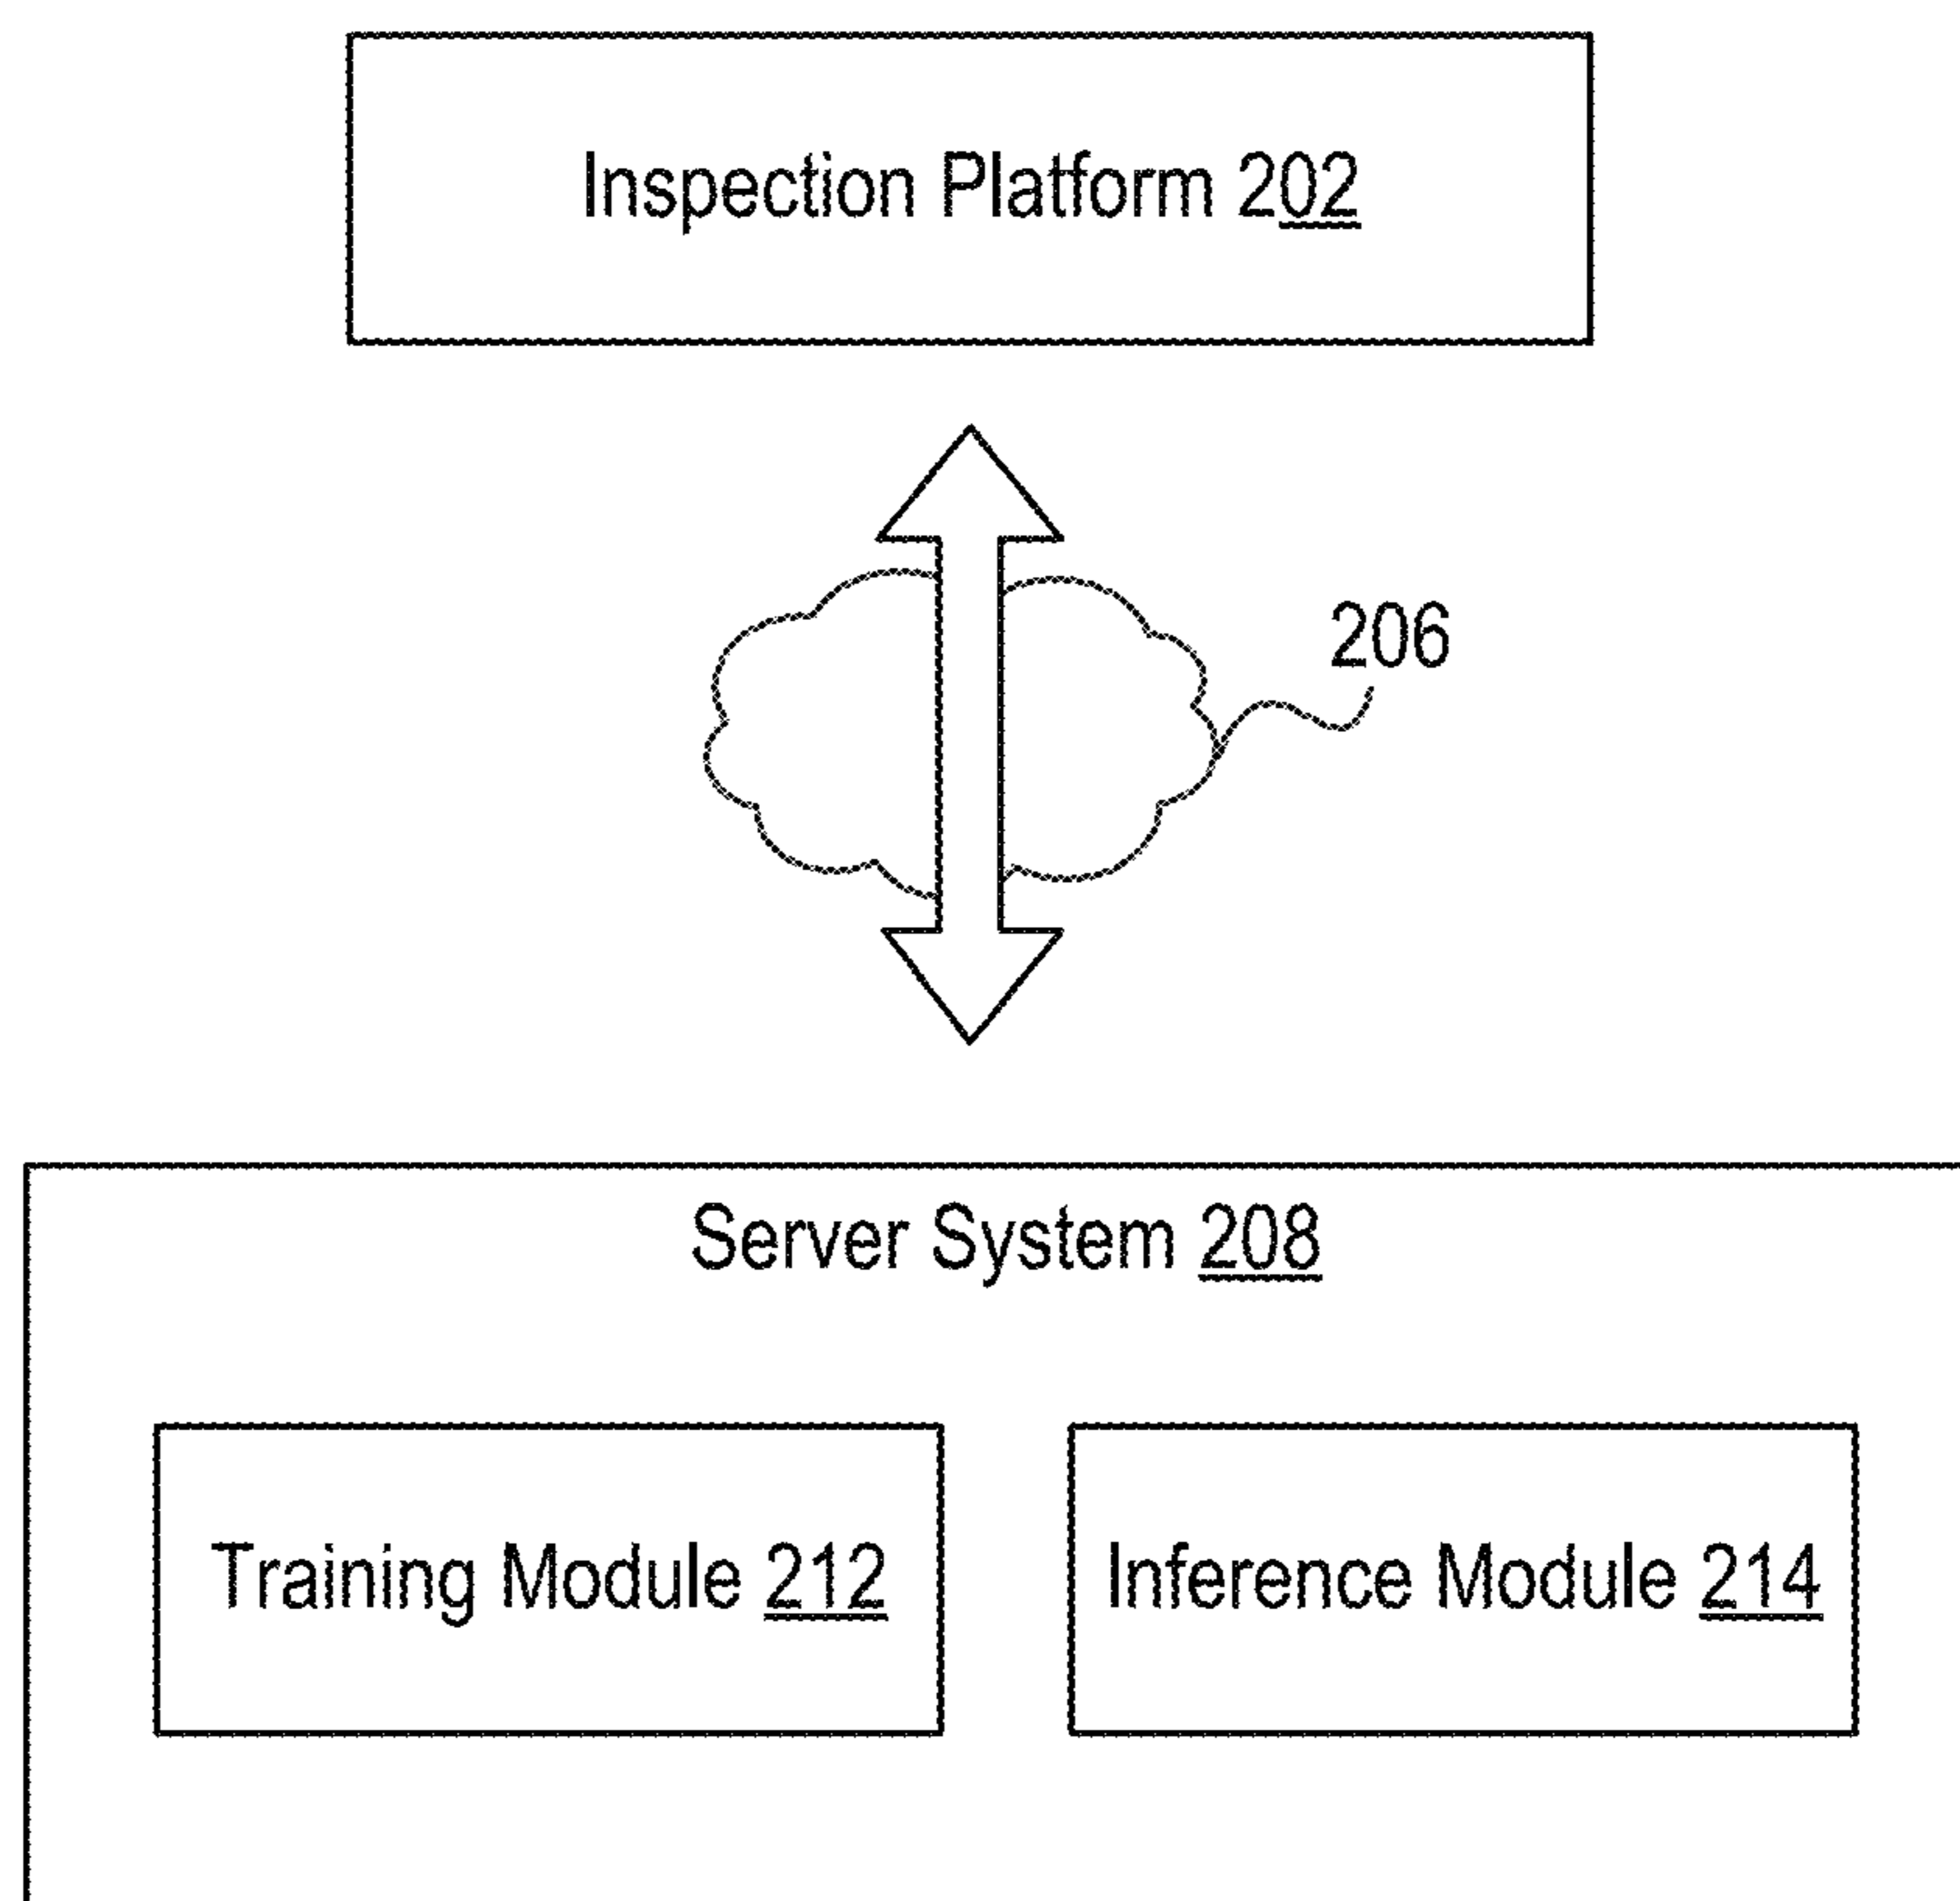 Inspection Platform 202
206
Server System 208
Training Module 212
Inference Module 214